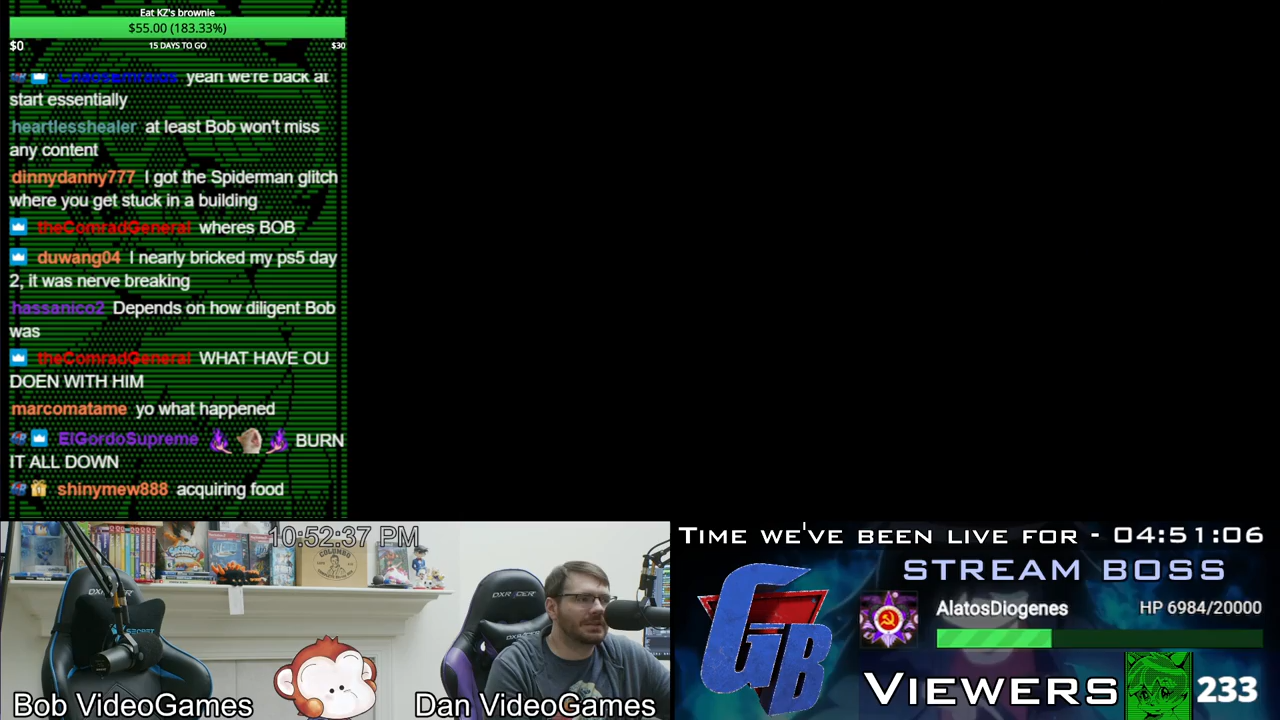 Eat KZ's brownie
$55.00 (183.33%)
$0 15 DAYS TO GO $30
yeah we're back at
start essentially
heartlesshealer at least Bob won't miss
any content
dinnydanny777 I got the Spiderman glitch
where you get stuck in a building
theComradGeneral wheres BOB
duwang04 I nearly bricked my ps5 day
2, it was nerve breaking
hassanico2 Depends on how diligent Bob
was
theComradGeneral WHAT HAVE OU
DOEN WITH HIM
marcomatame yo what happened
ElGordoSupreme BURN
IT ALL DOWN
shinymew888 acquiring food
10:52:37 PM
COLUMBO
DXRACER
SECRET
Bob VideoGames
Dan VideoGames
TIME WE'VE BEEN LIVE FOR - 04:51:06
STREAM BOSS
AlatosDiogenes HP 6984/20000
GB
VIEWERS 233